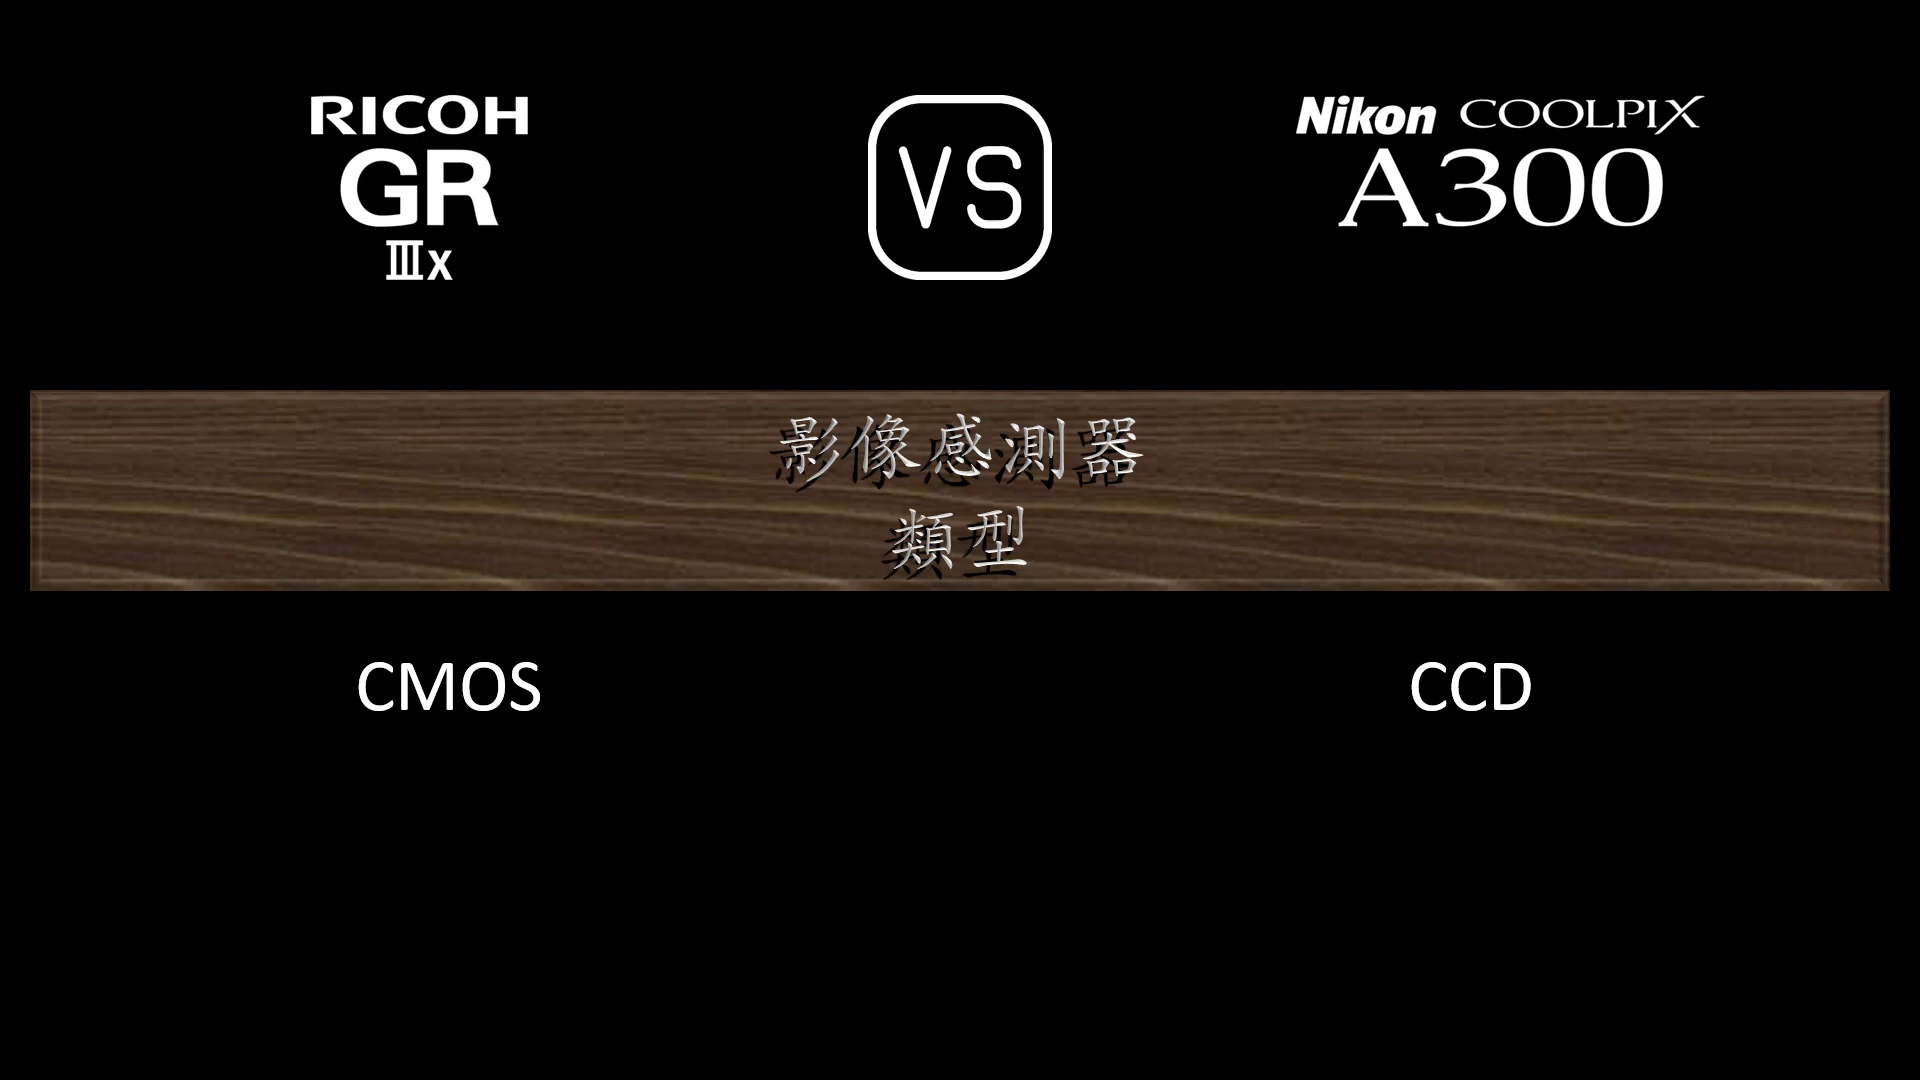 RICOH
GR
IIIx
VS
Nikon COOLPIX
A300
影像感測器
類型
CMOS
CCD